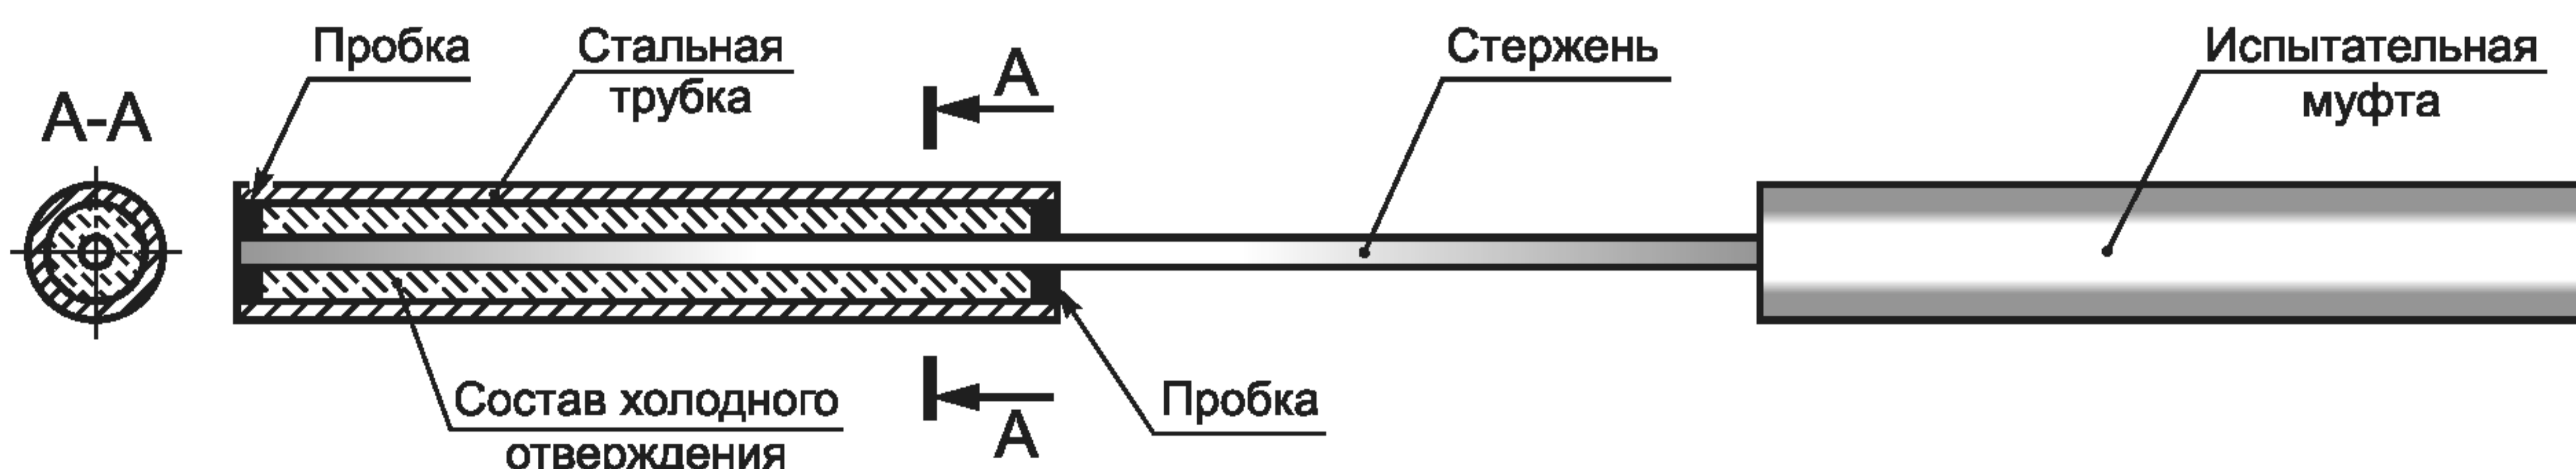 Пробка
Стальная
трубка
А
Стержень
Испытательная
муфта
А-А
Состав холодного
отверждения
А
Пробка